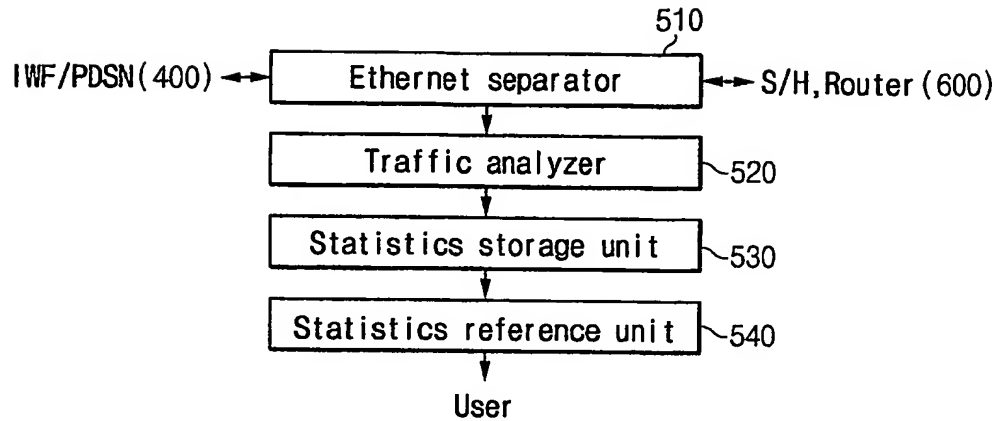 510
IWF/PDSN(400)
Ethernet separator
S/H,Router(600)
Traffic analyzer
520
Statistics storage unit
530
Statistics reference unit
540
User